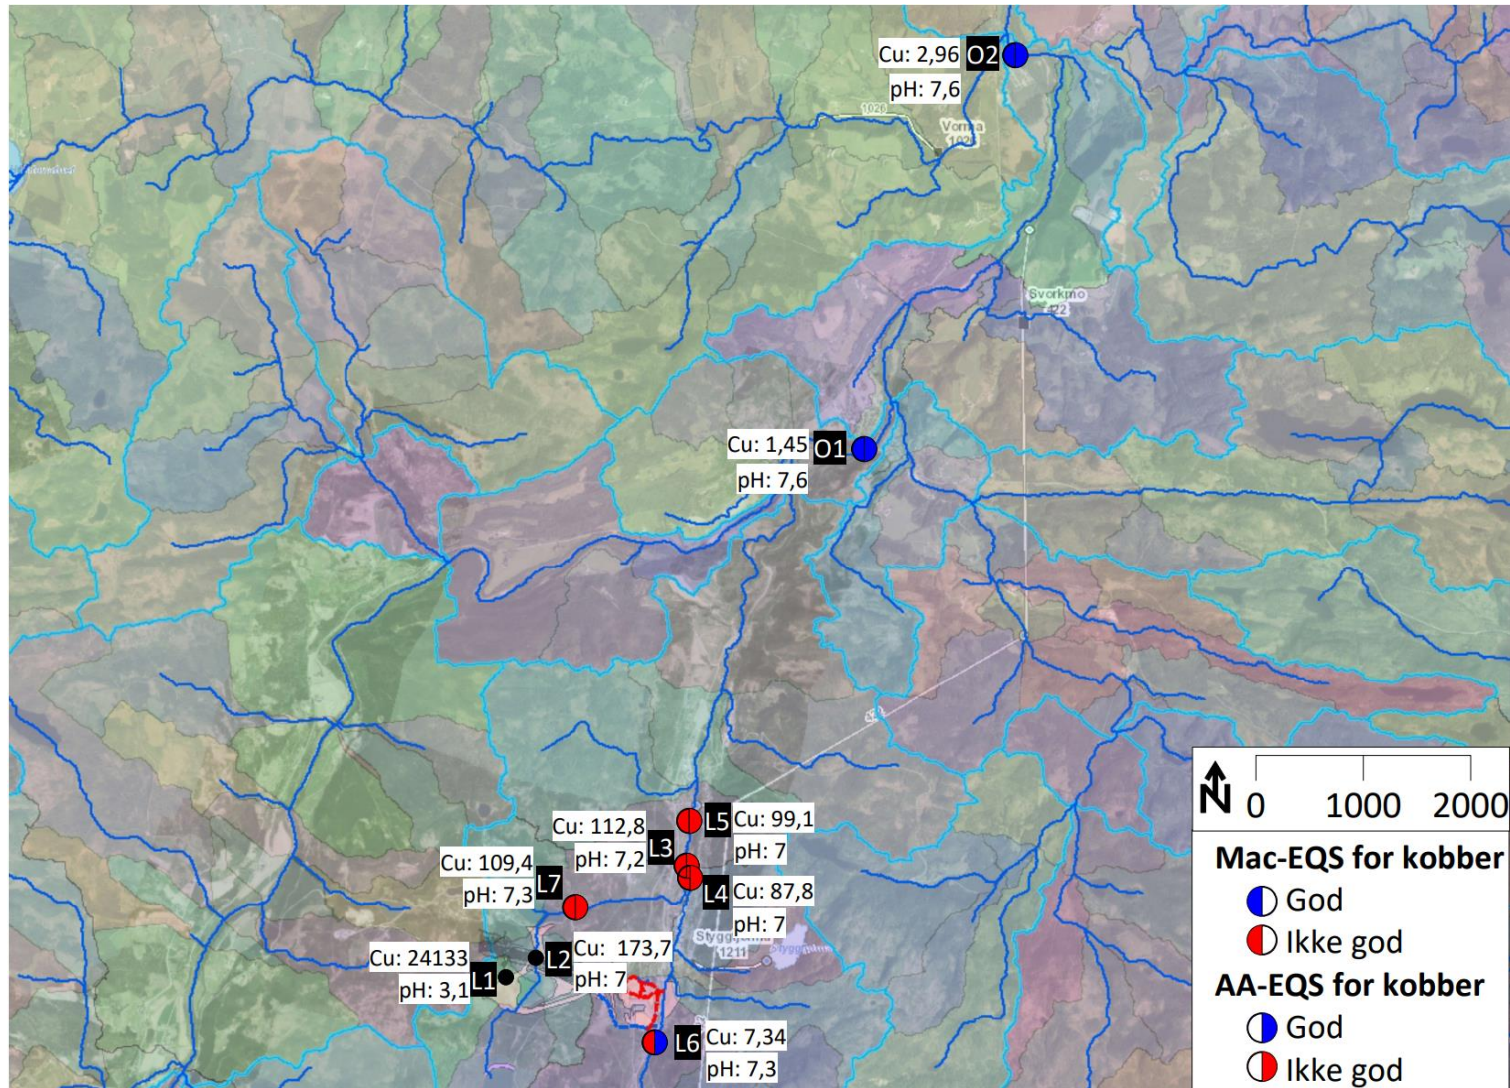 Cu: 2,96 O2
pH: 7,6
1026
Vorma
Svorkmo
422
Cu: 1,45 O1
pH: 7,6
Cu: 112,8 L3
pH: 7,2
L5 Cu: 99,1
pH: 7
Cu: 109,4 L7
pH: 7,3
L4 Cu: 87,8
pH: 7
1211
Cu: 24133 L1
pH: 3,1
L2 Cu: 173,7
pH: 7
L6 Cu: 7,34
pH: 7,3
N
0 1000 2000
Mac-EQS for kobber
God
Ikke god
AA-EQS for kobber
God
Ikke god